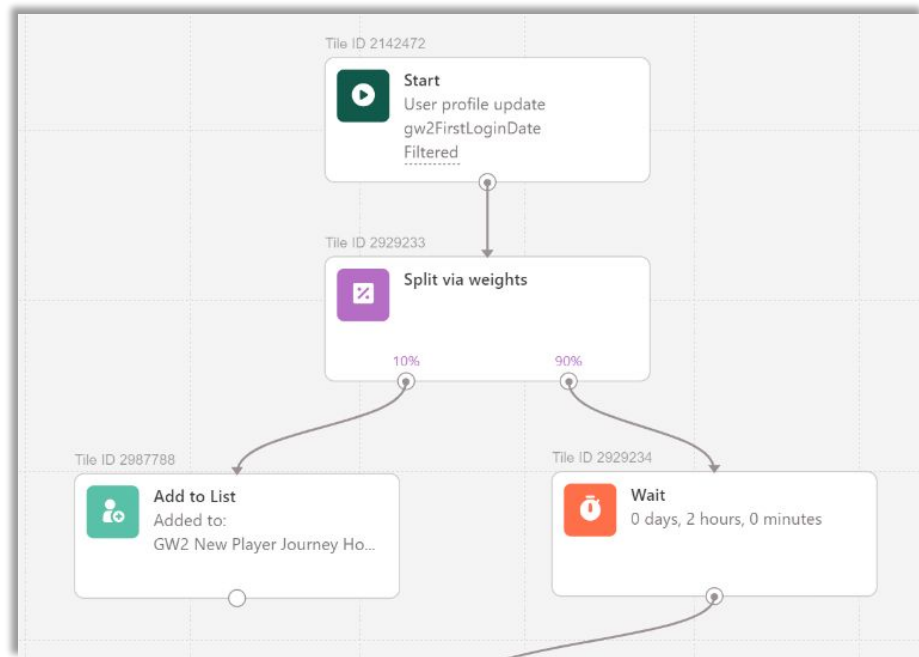 Tile ID 2142472
Start
User profile update
gw2FirstLoginDate
Filtered
Tile ID 2929233
Split via weights
10%
90%
Tile ID 2987788
Add to List
Added to:
GW2 New Player Journey Ho...
Tile ID 2929234
Wait
0 days, 2 hours, 0 minutes